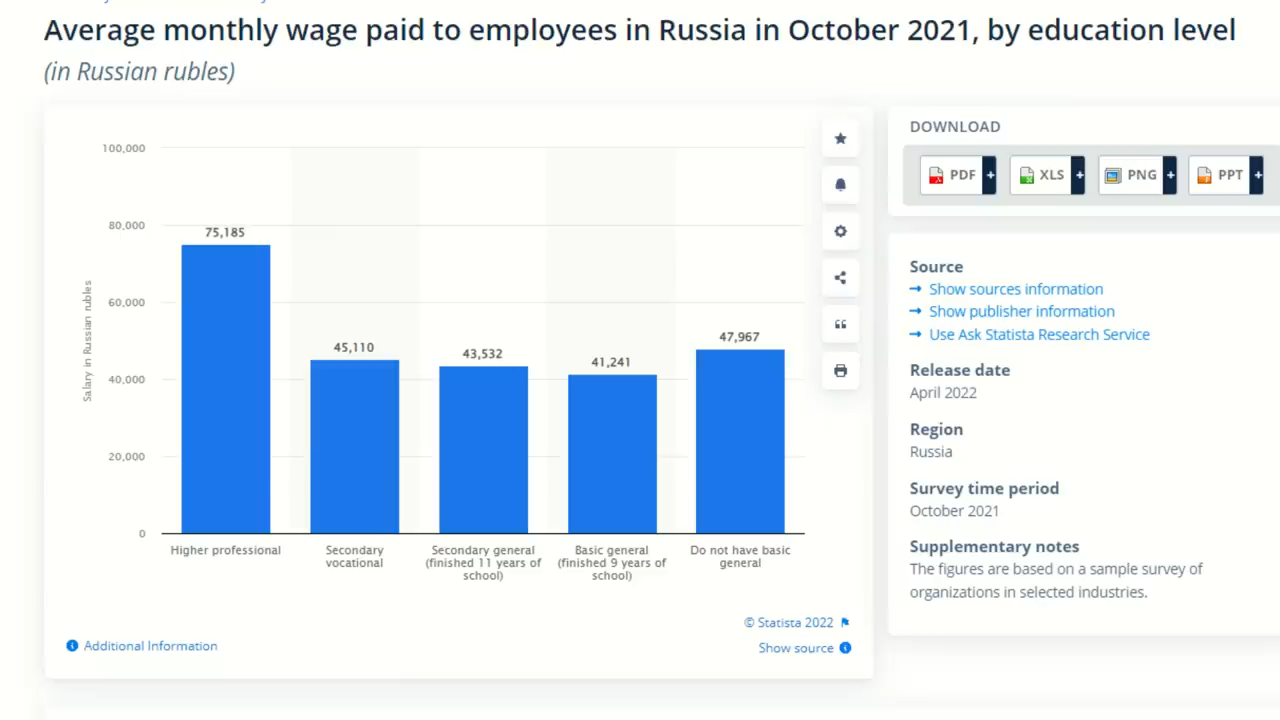 Average monthly wage paid to employees in Russia in October 2021, by education level
(in Russian rubles)
100,000
80,000
60,000
40,000
20,000
0
Salary in Russian rubles
75,185
45,110
43,532
41,241
47,967
Higher professional
Secondary
vocational
Secondary general
(finished 11 years of
school)
Basic general
(finished 9 years of
school)
Do not have basic
general
Additional Information
© Statista 2022
Show source
DOWNLOAD
PDF +
XLS +
PNG +
PPT +
Source
→ Show sources information
→ Show publisher information
→ Use Ask Statista Research Service
Release date
April 2022
Region
Russia
Survey time period
October 2021
Supplementary notes
The figures are based on a sample survey of
organizations in selected industries.